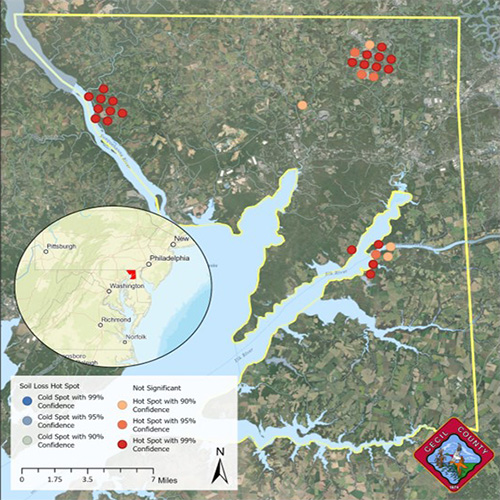 Pittsburgh
New
Philadelphia
Washington
Richmond
Norfolk
Elk River
Elk River
Soil Loss Hot Spot
Cold Spot with 99%
Confidence
Cold Spot with 95%
Confidence
Cold Spot with 90%
Confidence
Not Significant
Hot Spot with 90%
Confidence
Hot Spot with 95%
Confidence
Hot Spot with 99%
Confidence
0 1.75 3.5 7
Miles
N
CECIL COUNTY
1674